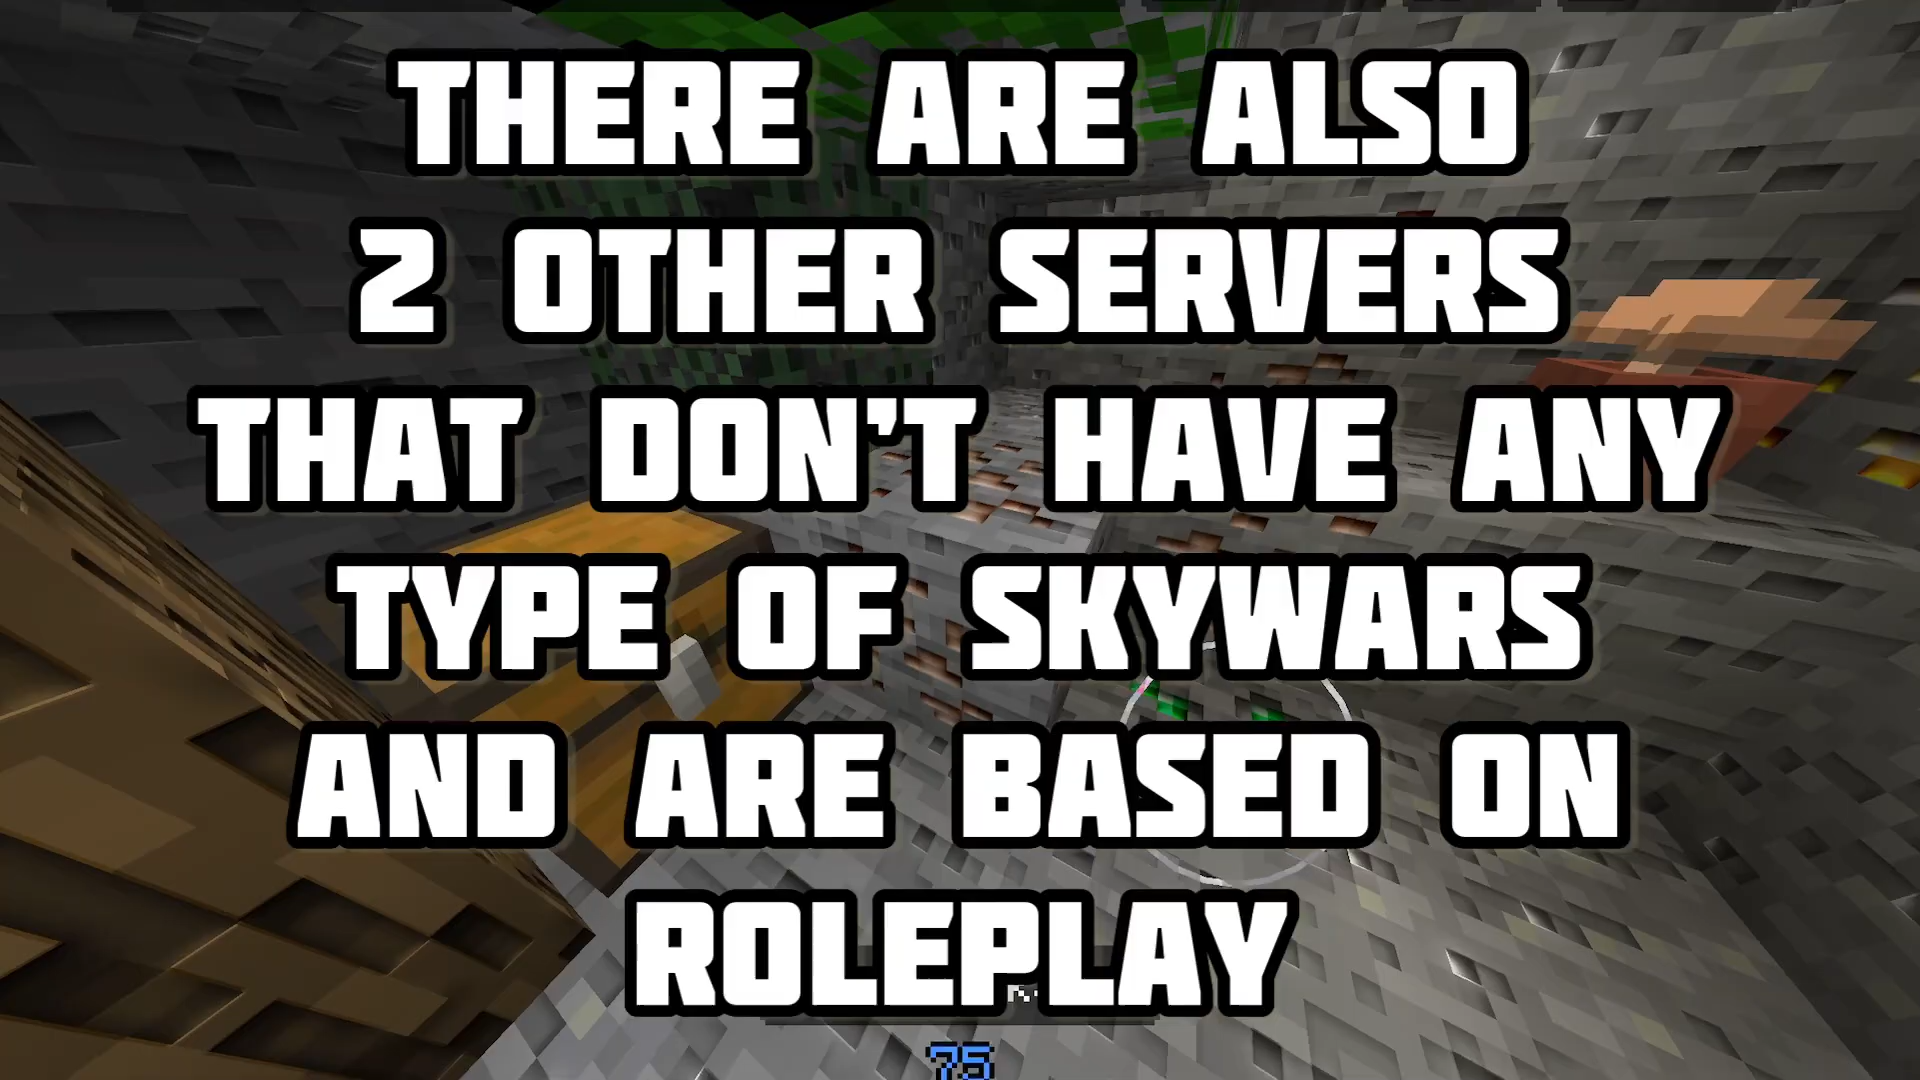 THERE ARE ALSO
2 OTHER SERVERS
THAT DON'T HAVE ANY
TYPE OF SKYWARS
AND ARE BASED ON
ROLEPLAY
75